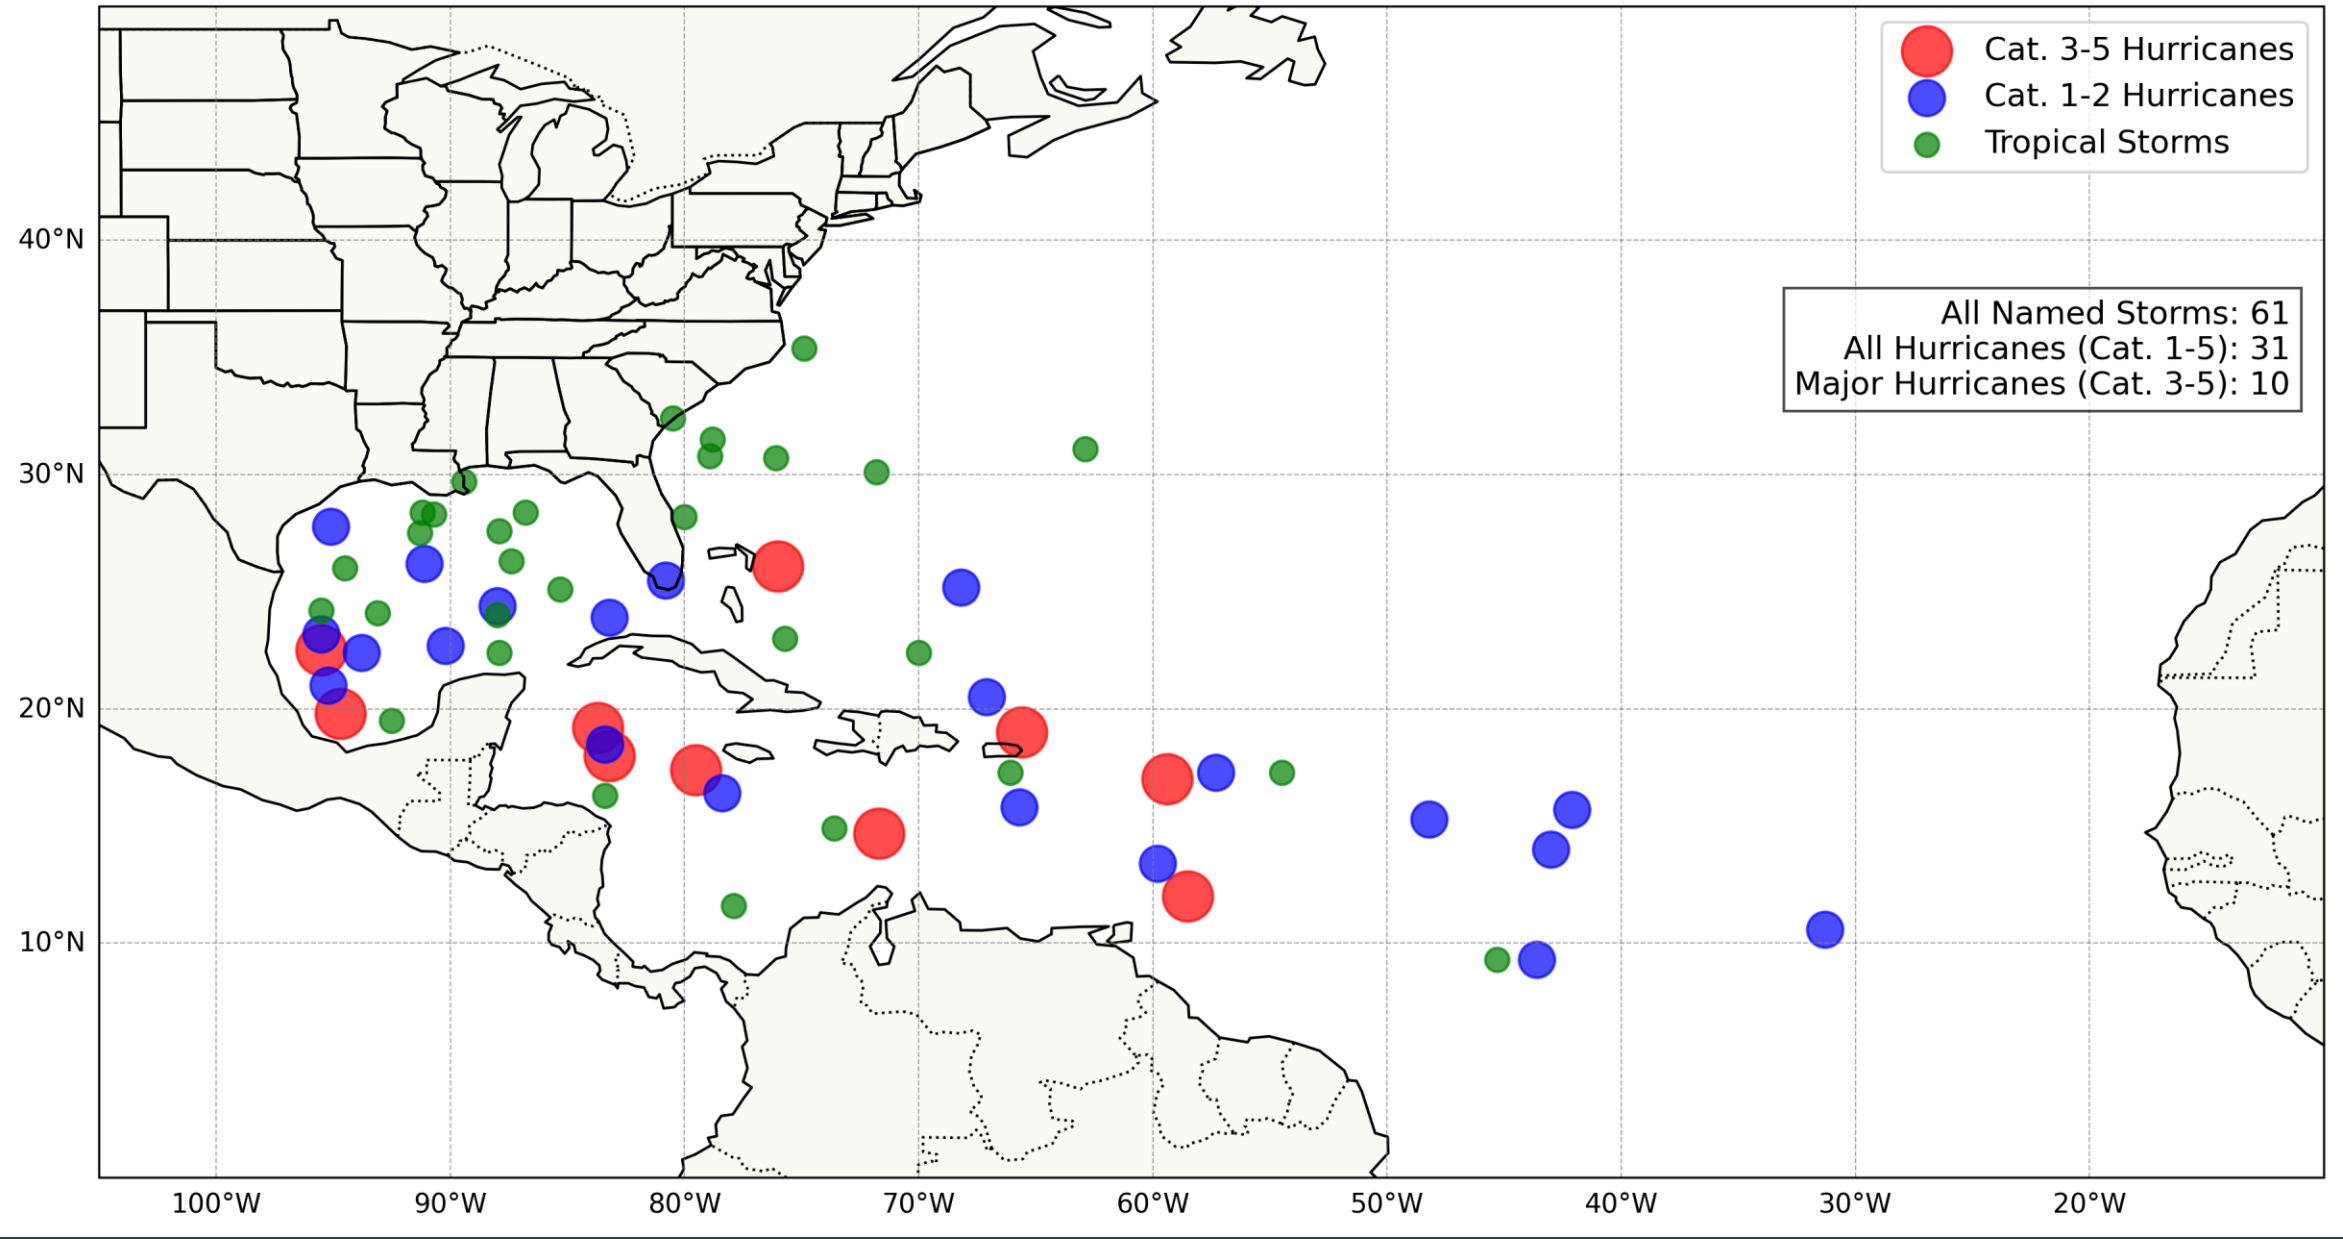 Cat. 3-5 Hurricanes
Cat. 1-2 Hurricanes
Tropical Storms
40°N
All Named Storms: 61
All Hurricanes (Cat. 1-5): 31
Major Hurricanes (Cat. 3-5): 10
30°N
20°N
10°N
100°W 90°W 80°W 70°W 60°W 50°W 40°W 30°W 20°W